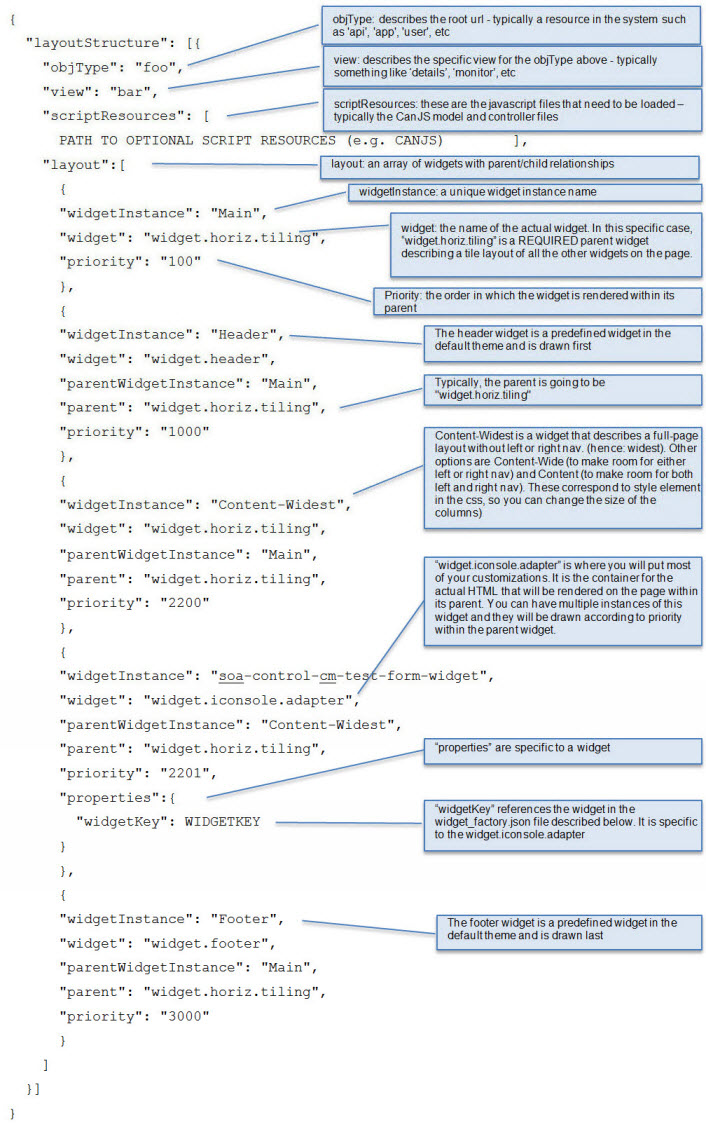 {
"layoutStructure": [{
"objType": "foo",
"view": "bar",
"scriptResources": [
PATH TO OPTIONAL SCRIPT RESOURCES (e.g. CANJS) ],
"layout":[
{
"widgetInstance": "Main",
"widget": "widget.horiz.tiling",
"priority": "100"
},
{
"widgetInstance": "Header",
"widget": "widget.header",
"parentWidgetInstance": "Main",
"parent": "widget.horiz.tiling",
"priority": "1000"
},
{
"widgetInstance": "Content-Widest",
"widget": "widget.horiz.tiling",
"parentWidgetInstance": "Main",
"parent": "widget.horiz.tiling",
"priority": "2200"
},
{
"widgetInstance": "soa-control-cm-test-form-widget",
"widget": "widget.iconsole.adapter",
"parentWidgetInstance": "Content-Widest",
"parent": "widget.horiz.tiling",
"priority": "2201",
"properties":{
"widgetKey": WIDGETKEY
}
},
{
"widgetInstance": "Footer",
"widget": "widget.footer",
"parentWidgetInstance": "Main",
"parent": "widget.horiz.tiling",
"priority": "3000"
}
]
}]
}
objType: describes the root url - typically a resource in the system such
as 'api', 'app', 'user', etc
view: describes the specific view for the objType above - typically
something like 'details', 'monitor', etc
scriptResources: these are the javascript files that need to be loaded –
typically the CanJS model and controller files
layout: an array of widgets with parent/child relationships
widgetInstance: a unique widget instance name
widget: the name of the actual widget. In this specific case,
"widget.horiz.tiling" is a REQUIRED parent widget
describing a tile layout of all the other widgets on the page.
Priority: the order in which the widget is rendered within its
parent
The header widget is a predefined widget in the
default theme and is drawn first
Typically, the parent is going to be
"widget.horiz.tiling"
Content-Widest is a widget that describes a full-page
layout without left or right nav. (hence: widest). Other
options are Content-Wide (to make room for either
left or right nav) and Content (to make room for both
left and right nav). These correspond to style element
in the css, so you can change the size of the
columns)
"widget.iconsole.adapter" is where you will put most
of your customizations. It is the container for the
actual HTML that will be rendered on the page within
its parent. You can have multiple instances of this
widget and they will be drawn according to priority
within the parent widget.
"properties" are specific to a widget
"widgetKey" references the widget in the
widget_factory.json file described below. It is specific
to the widget.iconsole.adapter
The footer widget is a predefined widget in the
default theme and is drawn last